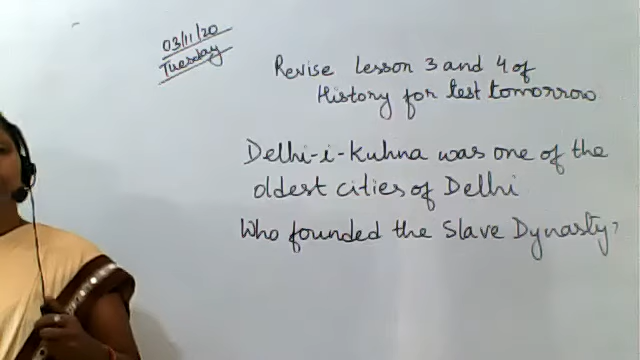 03/11/20
Tuesday
Revise Lesson 3 and 4 of
History for test tomorrow
Delhi-i-Kuhna was one of the
oldest cities of Delhi
Who founded the Slave Dynasty?